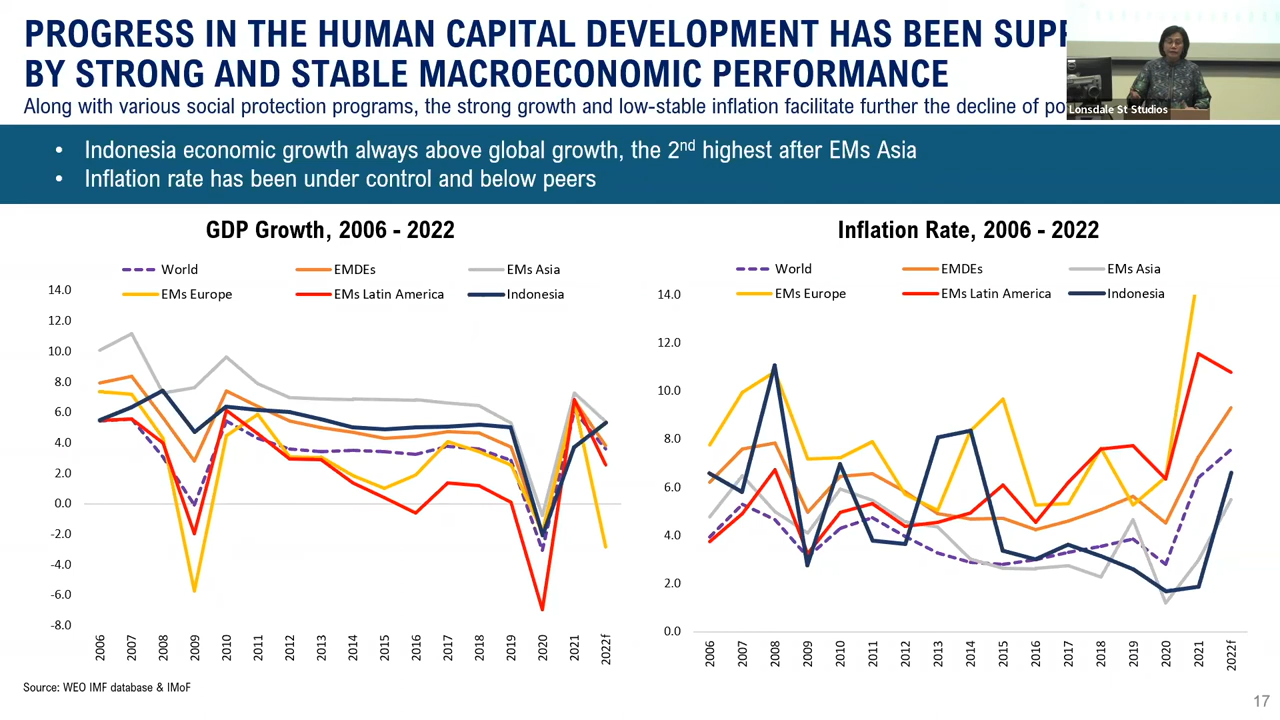 PROGRESS IN THE HUMAN CAPITAL DEVELOPMENT HAS BEEN
BY STRONG AND STABLE MACROECONOMIC PERFORMANCE
Along with various social protection programs, the strong growth and low-stable inflation facilitate further the decline of
Lonsdale St Studios
• Indonesia economic growth always above global growth, the 2nd highest after EMs Asia
• Inflation rate has been under control and below peers
GDP Growth, 2006 - 2022
World
EMDEs
EMs Asia
EMs Europe
EMs Latin America
Indonesia
14.0
12.0
10.0
8.0
6.0
4.0
2.0
0.0
-2.0
-4.0
-6.0
-8.0
2006
2007
2008
2009
2010
2011
2012
2013
2014
2015
2016
2017
2018
2019
2020
2021
2022f
Inflation Rate, 2006 - 2022
World
EMDEs
EMs Asia
EMs Europe
EMs Latin America
Indonesia
14.0
12.0
10.0
8.0
6.0
4.0
2.0
0.0
2006
2007
2008
2009
2010
2011
2012
2013
2014
2015
2016
2017
2018
2019
2020
2021
2022f
Source: WEO IMF database & IMoF
17